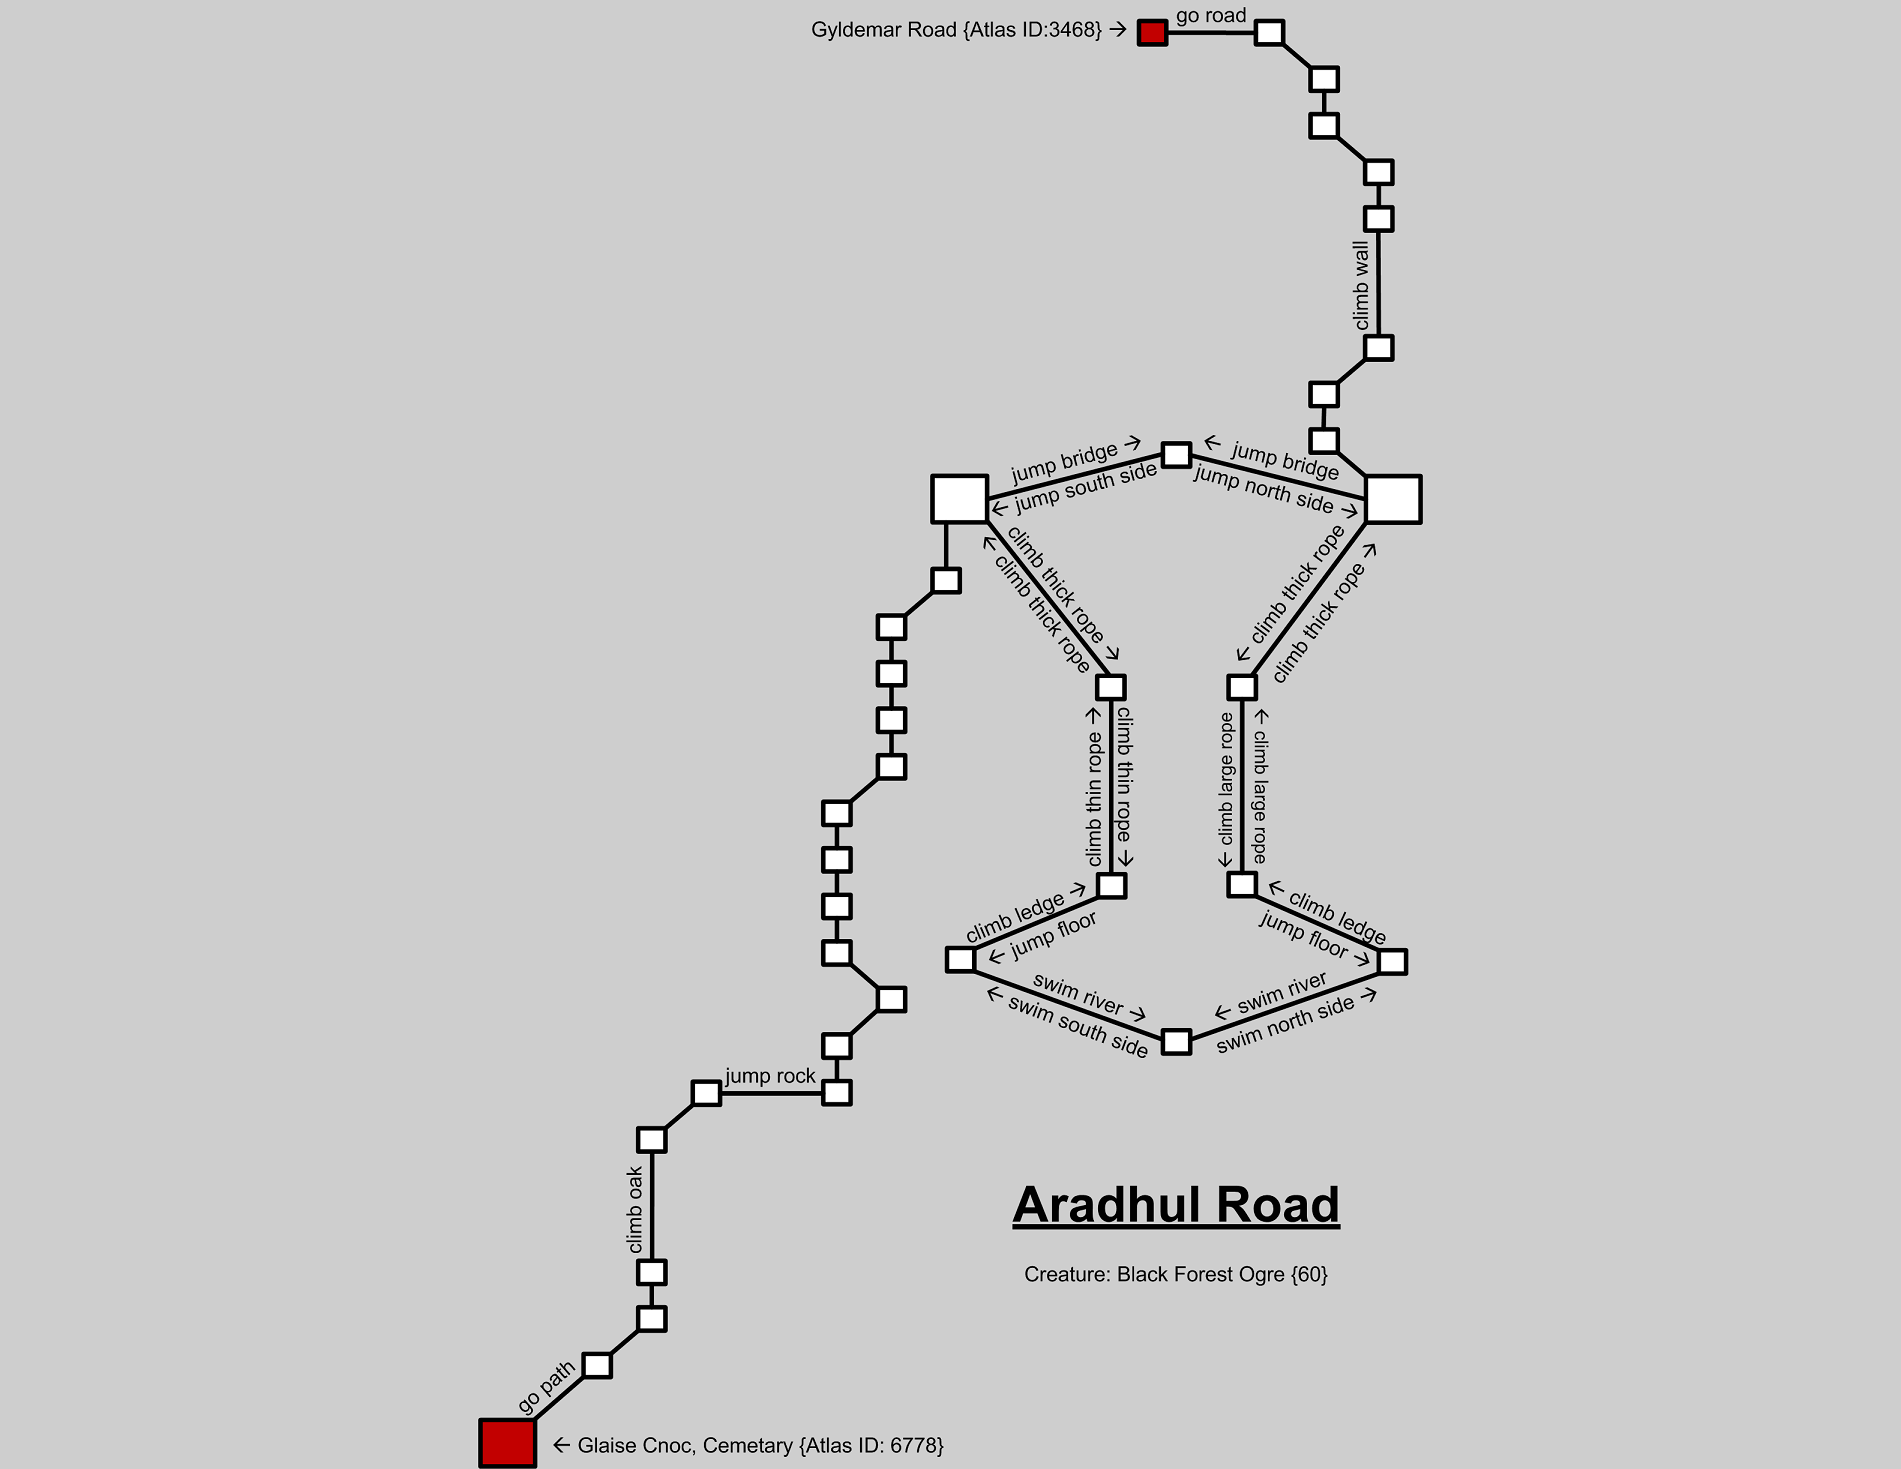 go road
Gyldemar Road {Atlas ID:3468} →
climb wall
jump bridge →
← jump bridge
← jump south side
jump north side →
climb thick rope →
← climb thick rope
← climb thick rope
climb thick rope →
climb thin rope →
climb thin rope →
← climb large rope
← climb large rope
climb ledge →
← jump floor
← climb ledge
jump floor →
swim river →
← swim south side
← swim river
swim north side →
jump rock
climb oak
Aradhul Road
Creature: Black Forest Ogre {60}
go path
← Glaise Cnoc, Cemetary {Atlas ID: 6778}